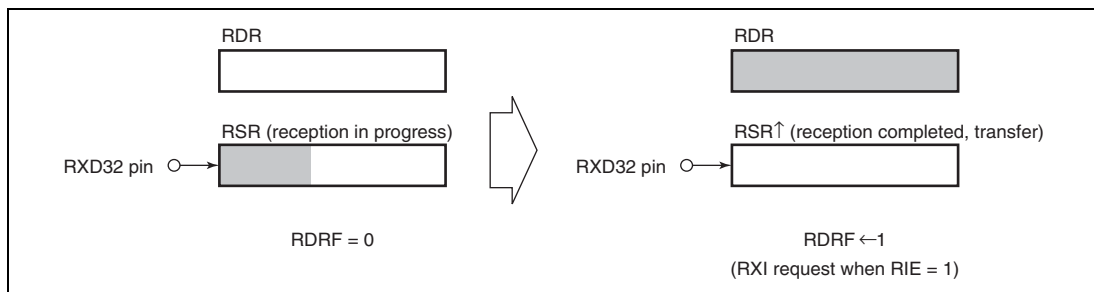 RDR
RSR (reception in progress)
RXD32 pin
RDRF = 0
RDR
RSR↑ (reception completed, transfer)
RXD32 pin
RDRF ←1
(RXI request when RIE = 1)